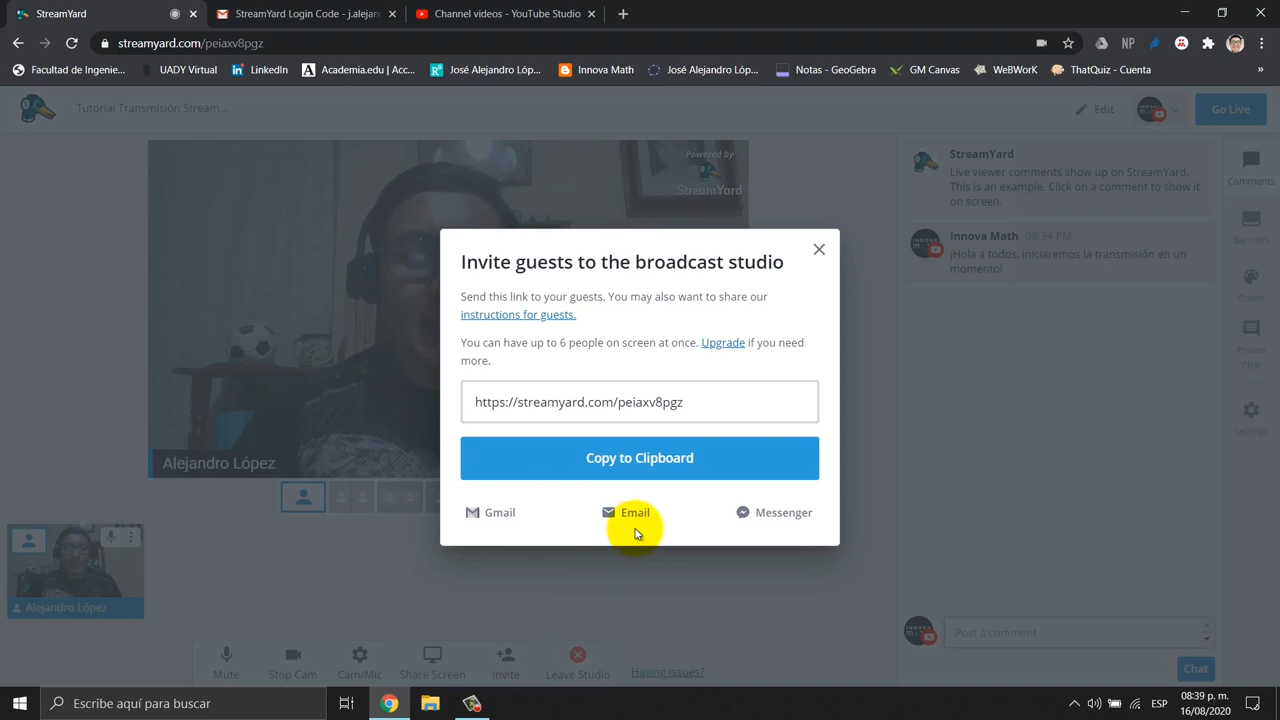 StreamYard
StreamYard Login Code - j.alejan
Channel videos - YouTube Studio
streamyard.com/peiaxv8pgz
NP
Facultad de Ingenie...
UADY Virtual
LinkedIn
Academia.edu | Acc...
José Alejandro Lóp...
Innova Math
José Alejandro Lóp...
Notas - GeoGebra
GM Canvas
WeBWorK
ThatQuiz - Cuenta
»
Tutorial Transmisión Stream...
Edit
Go Live
Powered by
StreamYard
StreamYard
Live viewer comments show up on StreamYard.
This is an example. Click on a comment to show it
on screen.
Innova Math 08:34 PM
¡Hola a todos, iniciaremos la transmisión en un
momento!
Comments
Banners
Brand
Private
Chat
Settings
Invite guests to the broadcast studio
Send this link to your guests. You may also want to share our
instructions for guests.
You can have up to 6 people on screen at once. Upgrade if you need
more.
https://streamyard.com/peiaxv8pgz
Copy to Clipboard
Gmail
Email
Messenger
Alejandro López
Alejandro López
Mute
Stop Cam
Cam/Mic
Share Screen
Invite
Leave Studio
Having issues?
Post a comment
Chat
Escribe aquí para buscar
ESP
08:39 p. m.
16/08/2020